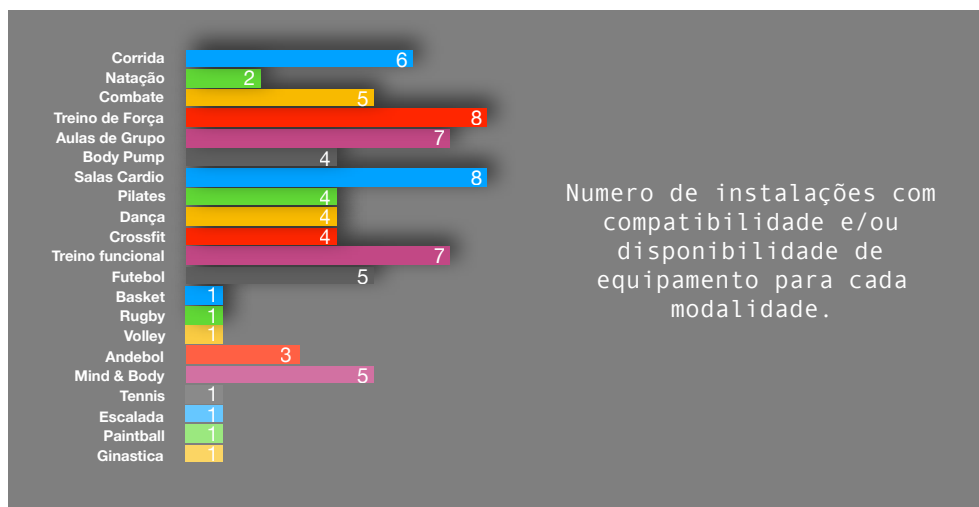 Corrida 6
Natação 2
Combate 5
Treino de Força 8
Aulas de Grupo 7
Body Pump 4
Salas Cardio 8
Pilates 4
Dança 4
Crossfit 4
Treino funcional 7
Futebol 5
Basket 1
Rugby 1
Volley 1
Andebol 3
Mind & Body 5
Tennis 1
Escalada 1
Paintball 1
Ginastica 1
Numero de instalações com
compatibilidade e/ou
disponibilidade de
equipamento para cada
modalidade.